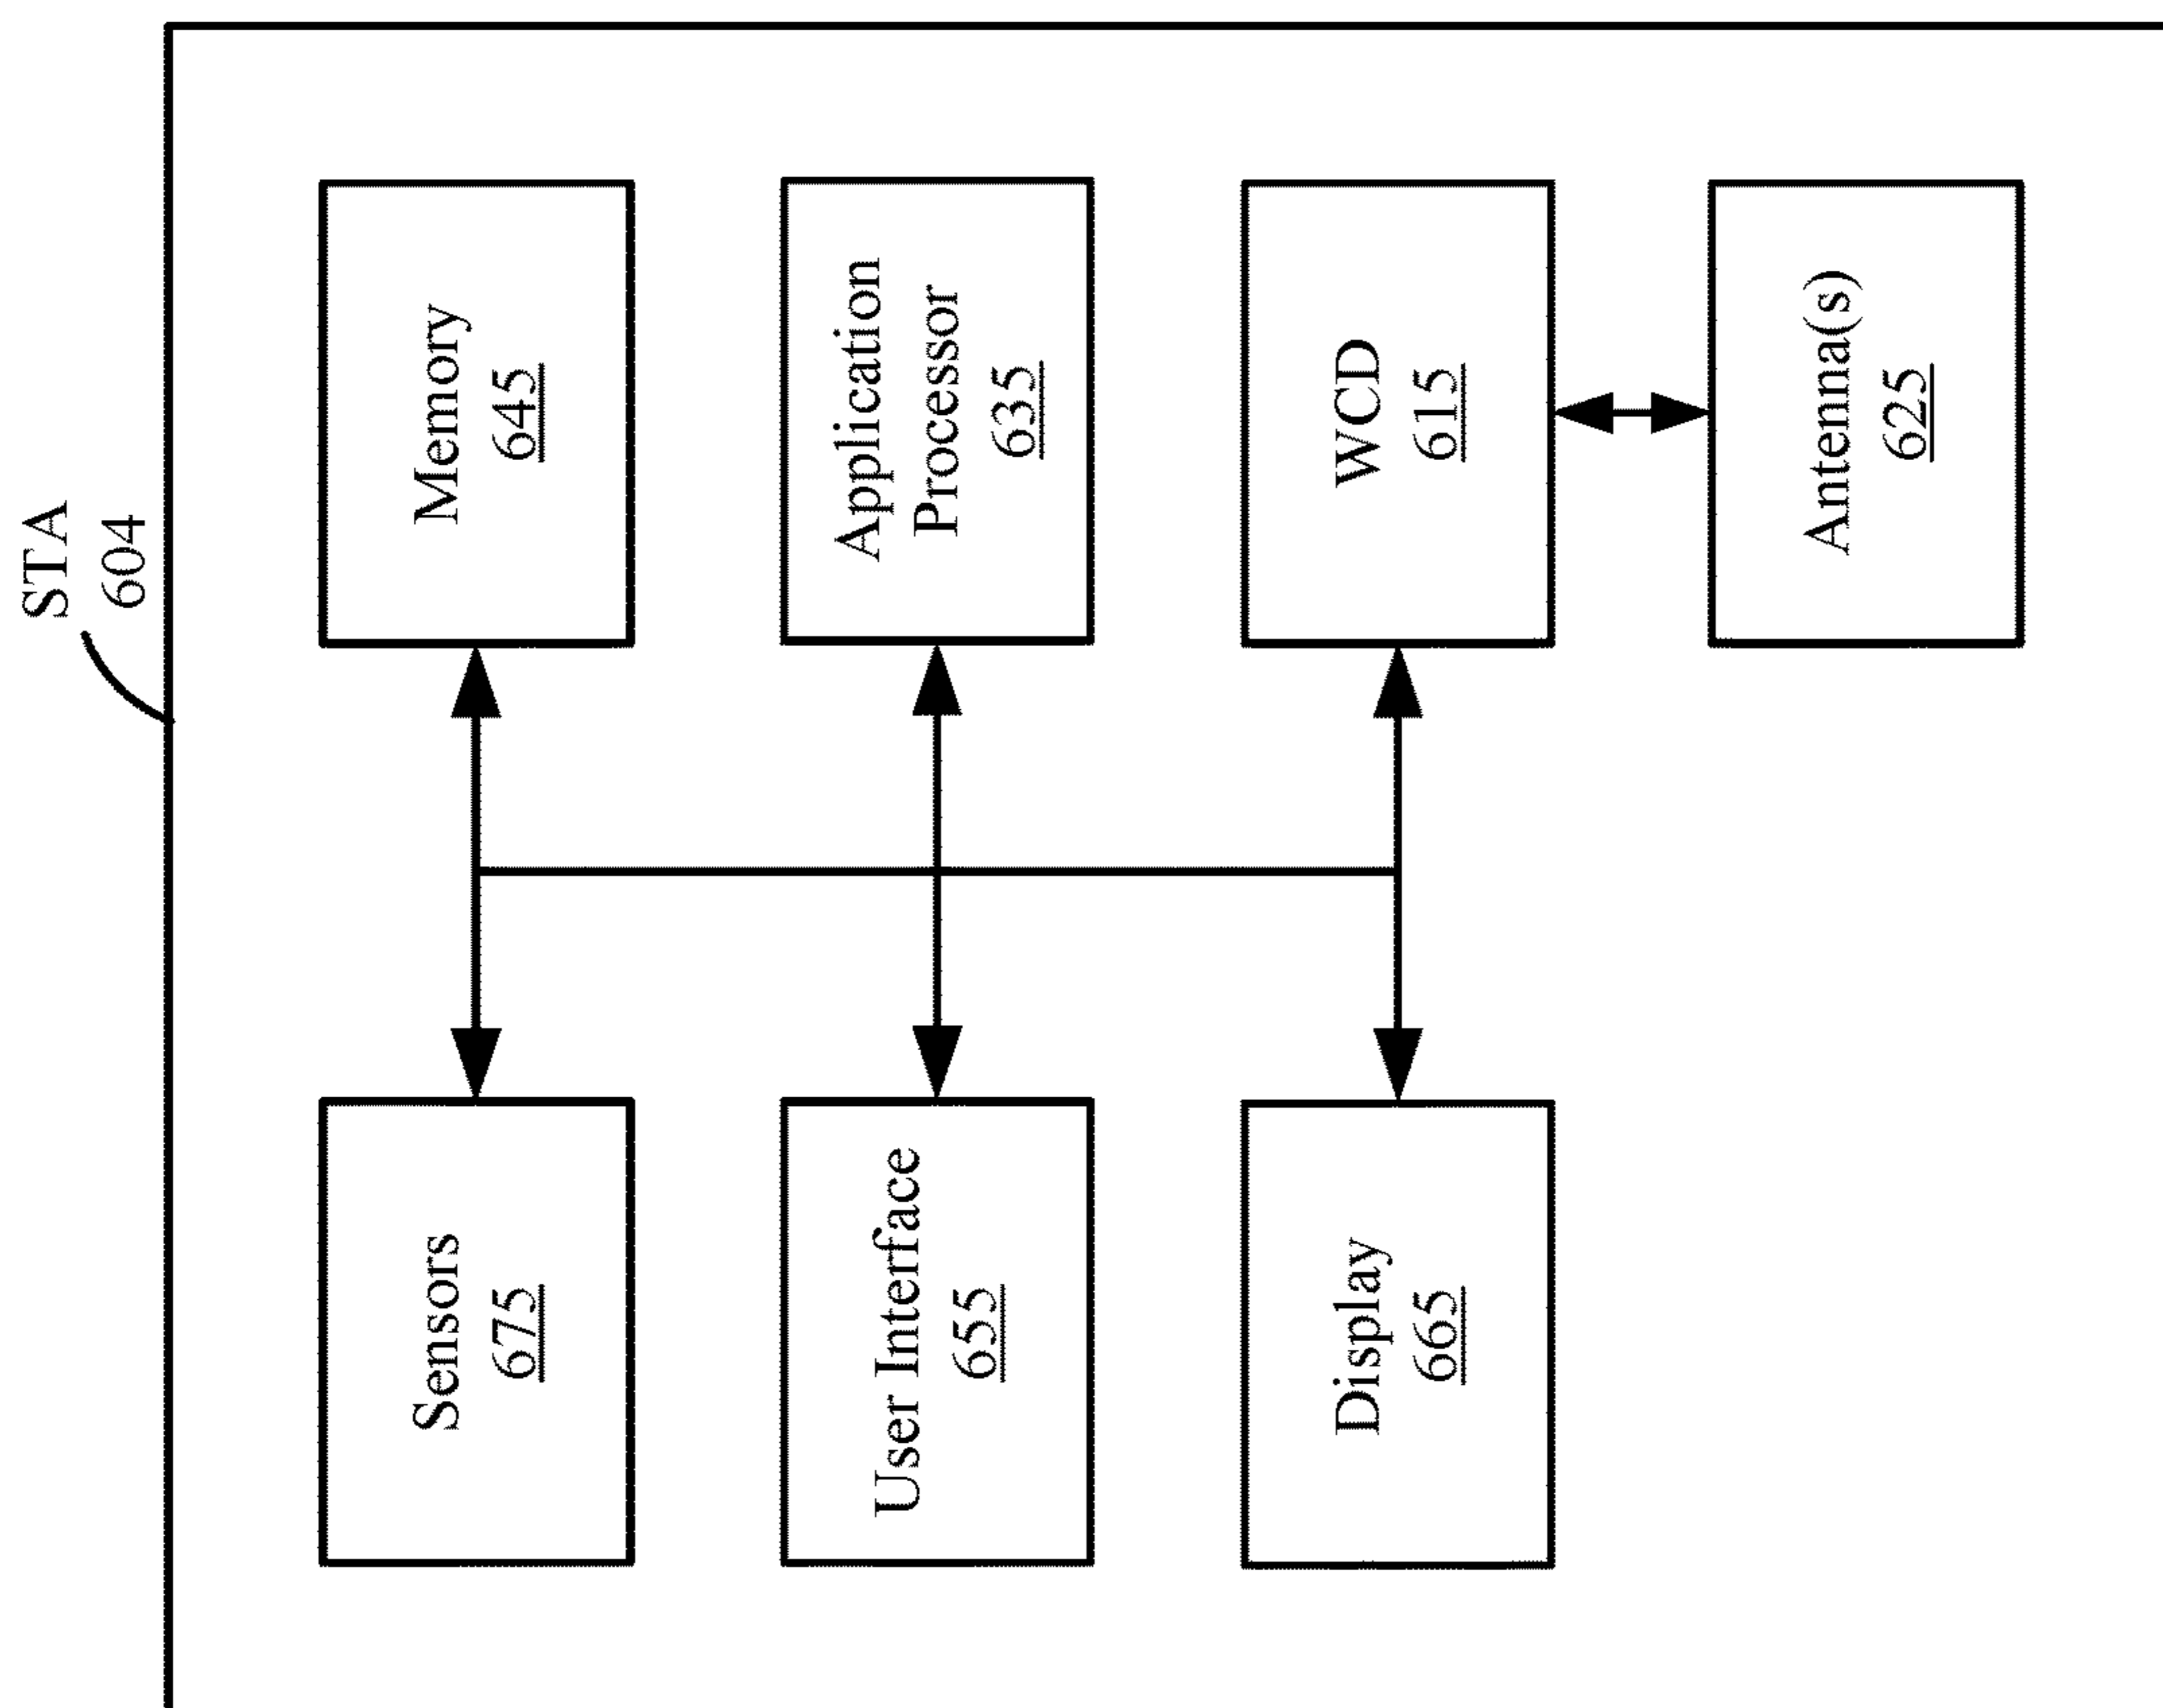 STA
604
Sensors
675
Memory
645
User Interface
655
Application
Processor
635
Display
665
WCD
615
Antenna(s)
625